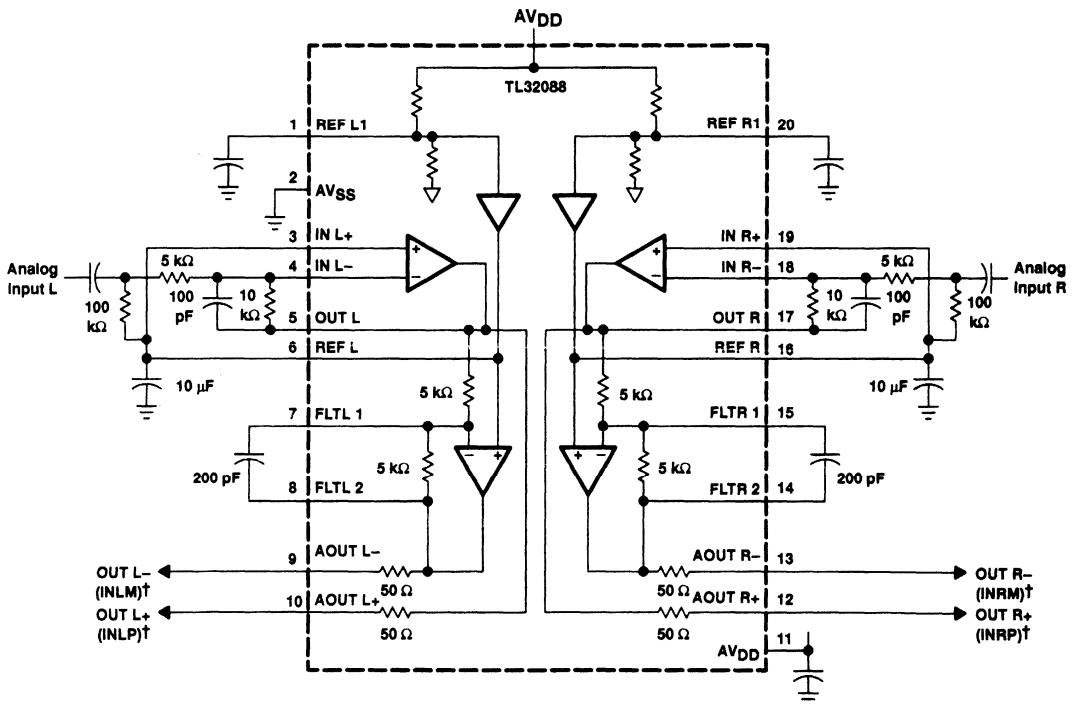 AVDD
TL32088
1 REF L1
REF R1 20
2
AVSS
3 IN L+
IN R+ 19
Analog
Input L
5 kΩ
4 IN L−
IN R− 18
5 kΩ
Analog
Input R
100
kΩ
100
pF
10
kΩ
10
kΩ
100
pF
100
kΩ
+
−
+
−
5 OUT L
OUT R 17
6 REF L
REF R 16
10 µF
5 kΩ
5 kΩ
10 µF
7 FLTL 1
FLTR 1 15
200 pF
5 kΩ
− +
+ −
5 kΩ
200 pF
8 FLTL 2
FLTR 2 14
9 AOUT L−
AOUT R− 13
OUT L−
(INLM)†
50 Ω
50 Ω
OUT R−
(INRM)†
10 AOUT L+
AOUT R+ 12
OUT L+
(INLP)†
50 Ω
50 Ω
OUT R+
(INRP)†
11
AVDD